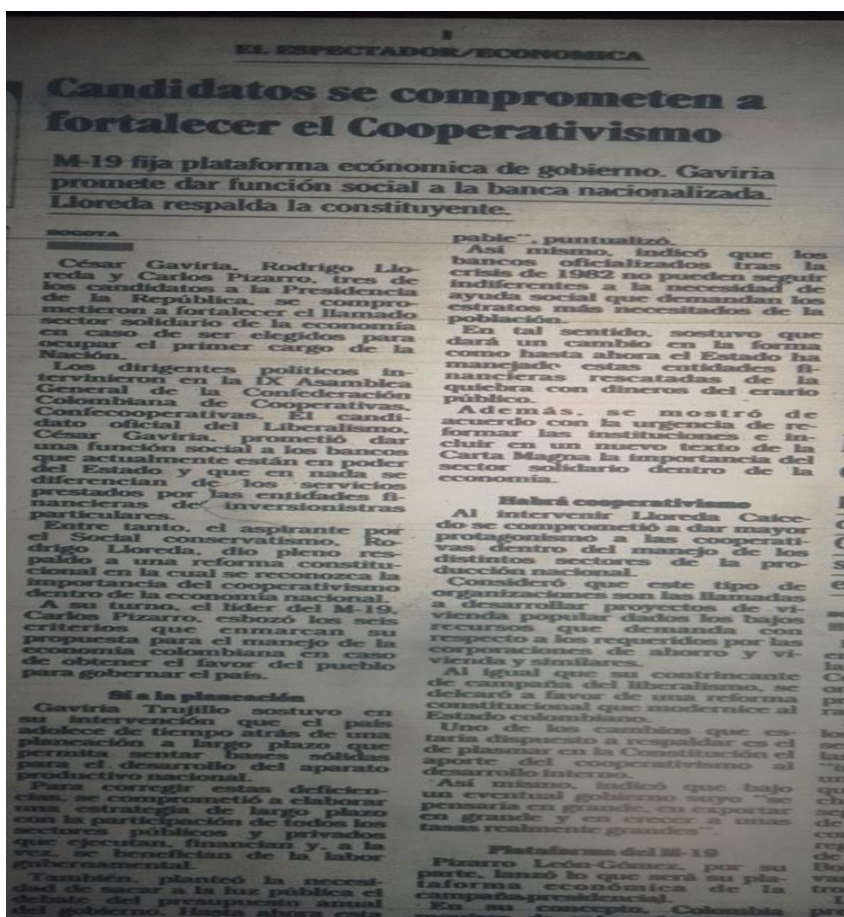 EL ESPECTADOR/ECONOMICA
Candidatos se comprometen a
fortalecer el Cooperativismo
M-19 fija plataforma ecónomica de gobierno. Gaviria
promete dar función social a la banca nacionalizada.
Lloreda respalda la constituyente.
BOGOTA
César Gaviria, Rodrigo Llo-
reda y Carlos Pizarro, tres de
los candidatos a la Presidencia
de la República, se compro-
metieron a fortalecer el llamado
sector solidario de la economía
en caso de ser elegidos para
ocupar el primer cargo de la
Nación.
Los dirigentes políticos in-
tervinieron en la IX Asamblea
General de la Confederación
Colombiana de Cooperativas,
Confecooperativas. El candi-
dato oficial del Liberalismo,
César Gaviria, prometió dar
una función social a los bancos
que actualmente están en poder
del Estado y que en nada se
diferencian de los servicios
prestados por las entidades fi-
nancieras de inversionistras
particulares.
Entre tanto, el aspirante por
el Social conservatismo, Ro-
drigo Lloreda, dio pleno res-
paldo a una reforma constitu-
cional en la cual se reconozca la
importancia del cooperativismo
dentro de la economía nacional.
A su turno, el líder del M-19,
Carlos Pizarro, esbozó los seis
criterios que enmarcan su
propuesta para el manejo de la
economía colombiana en caso
de obtener el favor del pueblo
para gobernar el país.
Sí a la planeación
Gaviria Trujillo sostuvo en
su intervención que el país
adolece de tiempo atrás de una
planeación a largo plazo que
permita sentar bases sólidas
para el desarrollo del aparato
productivo nacional.
Para corregir estas deficien-
cias, se comprometió a elaborar
una estrategia de largo plazo
con la participación de todos los
sectores públicos y privados
que ejecutan, financian y, a la
vez, se benefician de la labor
gubernamental.
También, planteó la necesi-
dad de sacar a la luz pública el
debate del presupuesto anual
del gobierno. Hasta ahora esta
pable", puntualizó.
Así mismo, indicó que los
bancos oficializados tras la
crisis de 1982 no pueden seguir
indiferentes a la necesidad de
ayuda social que demandan los
estratos más necesitados de la
población.
En tal sentido, sostuvo que
dará un cambio en la forma
como hasta ahora el Estado ha
manejado estas entidades fi-
nancieras rescatadas de la
quiebra con dineros del erario
público.
Además, se mostró de
acuerdo con la urgencia de re-
formar las instituciones e in-
cluir en un nuevo texto de la
Carta Magna la importancia del
sector solidario dentro de la
economía.
Habrá cooperativismo
Al intervenir Lloreda Caice-
do se comprometió a dar mayor
protagonismo a las cooperati-
vas dentro del manejo de los
distintos sectores de la pro-
ducción nacional.
Consideró que este tipo de
organizaciones son las llamadas
a desarrollar proyectos de vi-
vienda popular dados los bajos
recursos que demanda con
respecto a los requeridos por las
corporaciones de ahorro y vi-
vienda y similares.
Al igual que su contrincante
de campaña del liberalismo, se
delcaró a favor de una reforma
constitucional que modernice al
Estado colombiano.
Uno de los cambios que es-
taría dispuesto a respaldar es el
de plasmar en la Constitución el
aporte del cooperativismo al
desarrollo interno.
Así mismo, indicó que bajo
un eventual gobierno suyo "se
pensaría en grande, en exportar
en grande y en crecer a unas
tasas realmente grandes".
Plataforma del M-19
Pizarro León-Gómez, por su
parte, lanzó lo que será su pla-
taforma económica de la
campaña presidencial.
En su concepto, Colombia